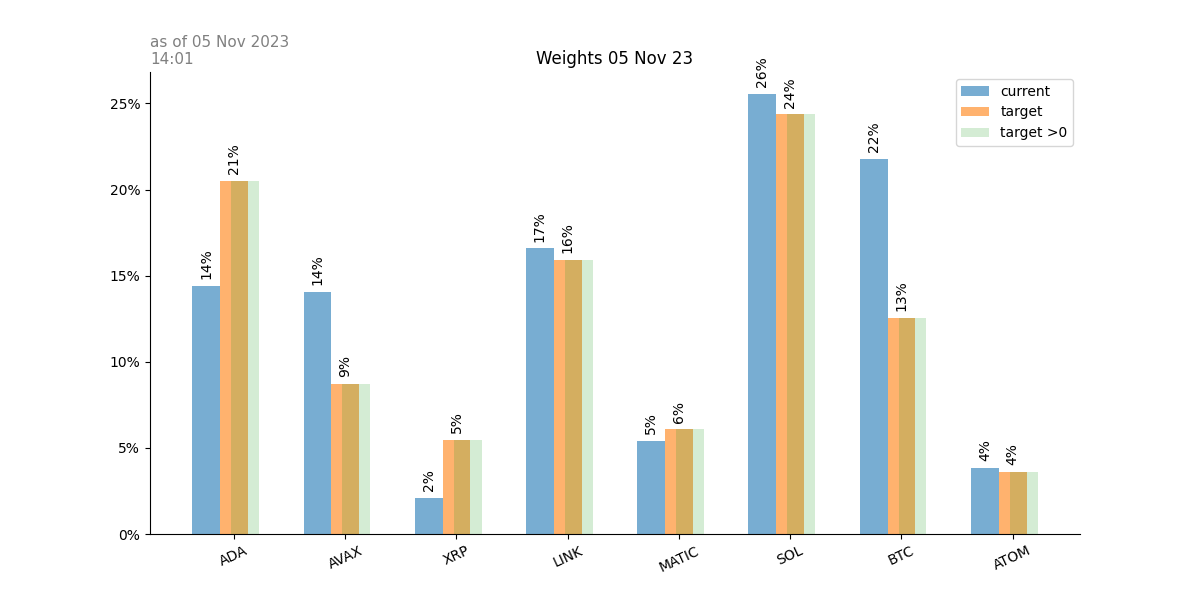 as of 05 Nov 2023
14:01
Weights 05 Nov 23
current
target
target >0
25%
20%
15%
10%
5%
0%
14%
21%
14%
9%
2%
5%
17%
16%
5%
6%
26%
24%
22%
13%
4%
4%
ADA
AVAX
XRP
LINK
MATIC
SOL
BTC
ATOM